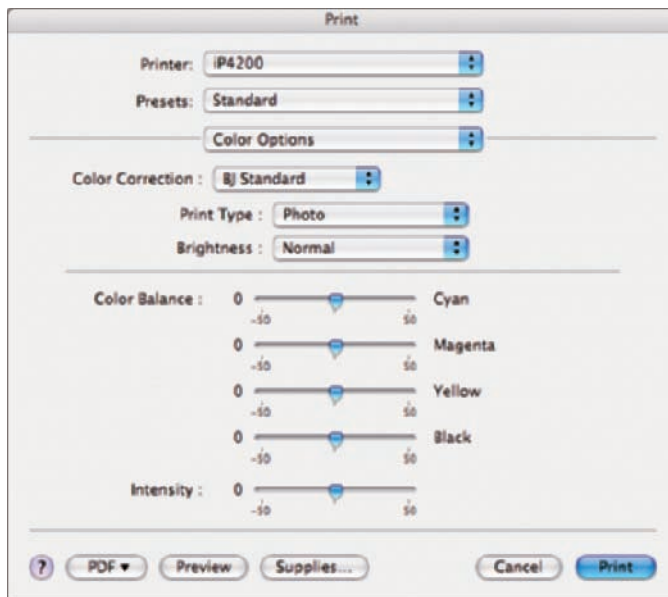 Print
Printer: iP4200
Presets: Standard
Color Options
Color Correction : BJ Standard
Print Type : Photo
Brightness : Normal
Color Balance : 0 Cyan
-50 50
0 Magenta
-50 50
0 Yellow
-50 50
0 Black
-50 50
Intensity : 0
-50 50
? PDF ▼ Preview Supplies... Cancel Print